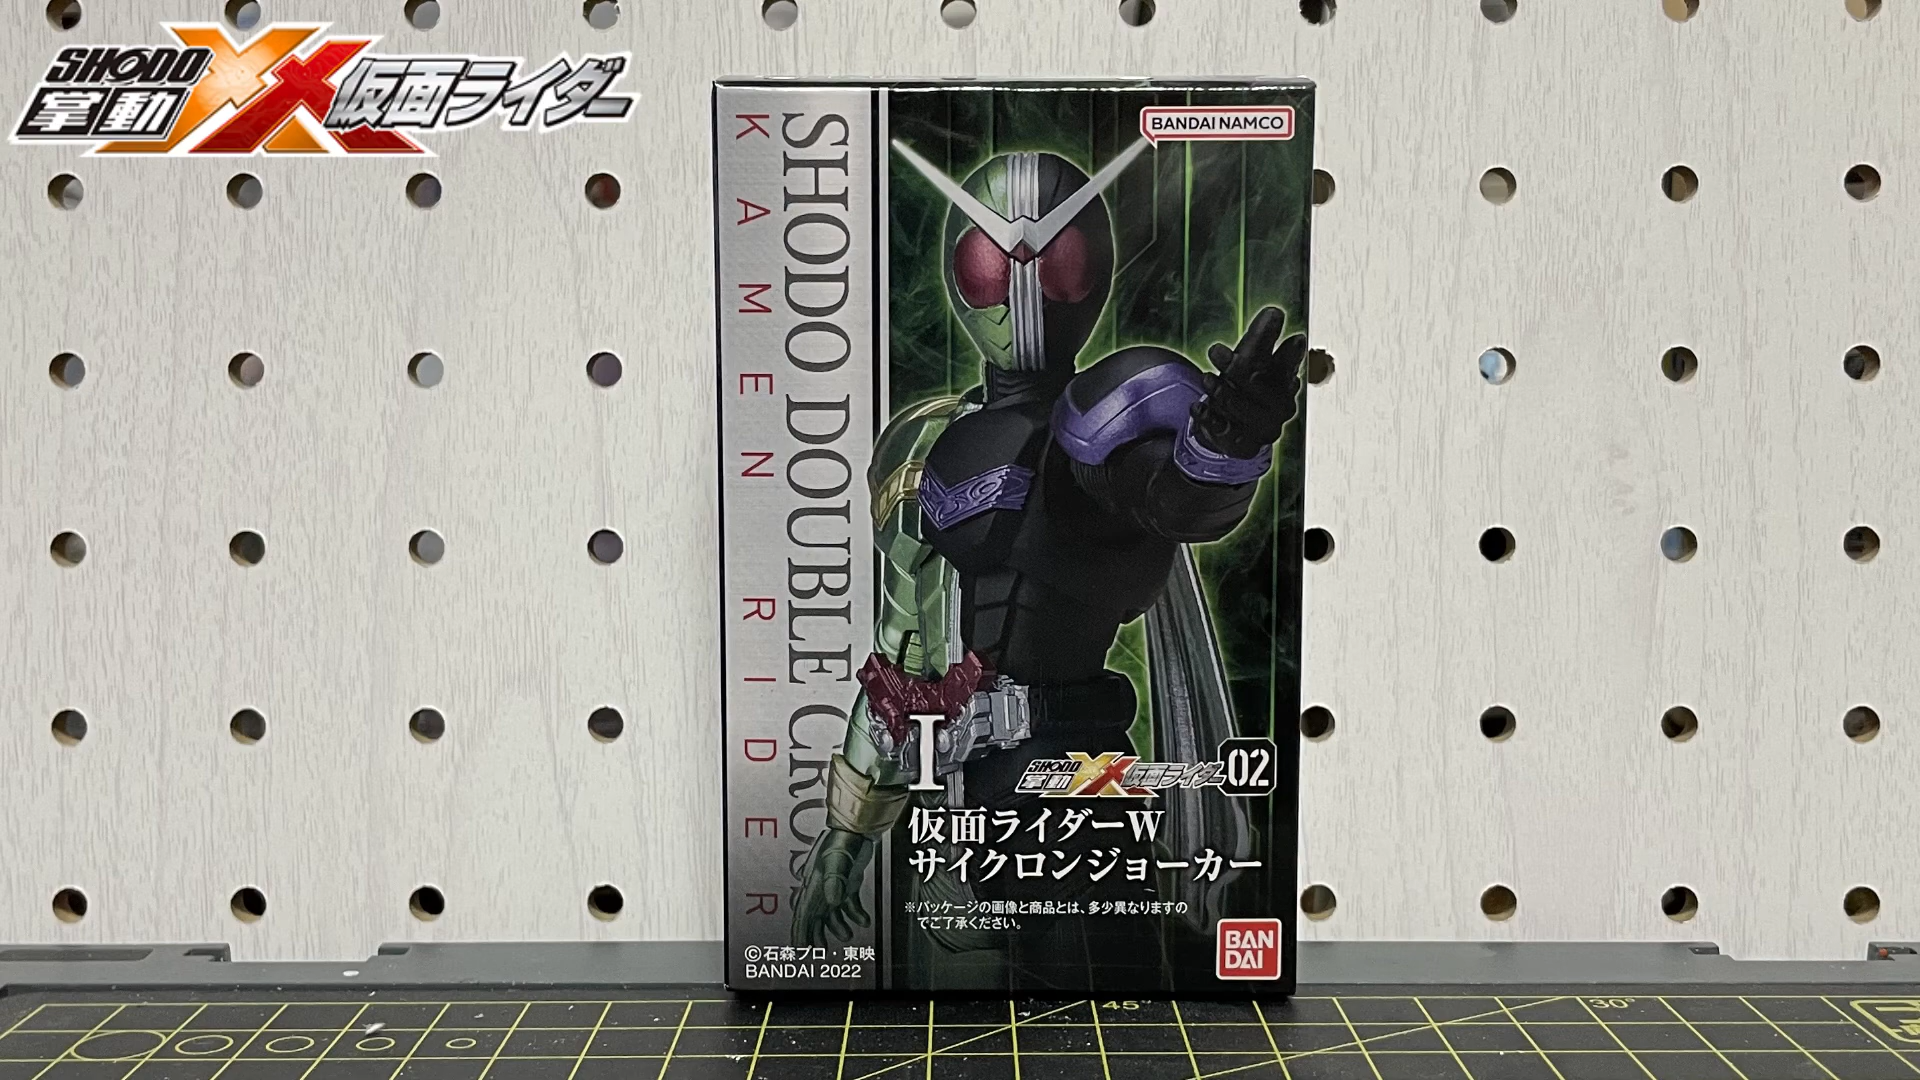 SHODO
掌動 XX 仮面ライダー
BANDAI NAMCO
SHODO DOUBLE CROSS
KAMEN RIDER
I
SHODO
掌動 XX 仮面ライダー 02
仮面ライダーW
サイクロンジョーカー
※パッケージの画像と商品とは、多少異なりますの
でご了承ください。
©石森プロ・東映
BANDAI 2022
BAN
DAI
45°
30°